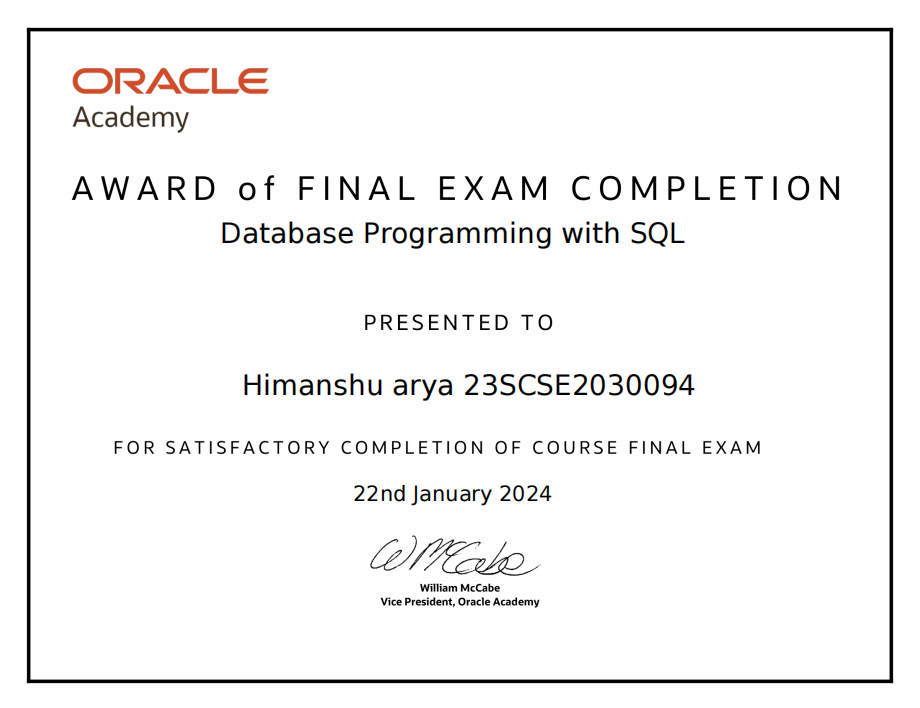 ORACLE
Academy
AWARD of FINAL EXAM COMPLETION
Database Programming with SQL
PRESENTED TO
Himanshu arya 23SCSE2030094
FOR SATISFACTORY COMPLETION OF COURSE FINAL EXAM
22nd January 2024
W McCabe
William McCabe
Vice President, Oracle Academy